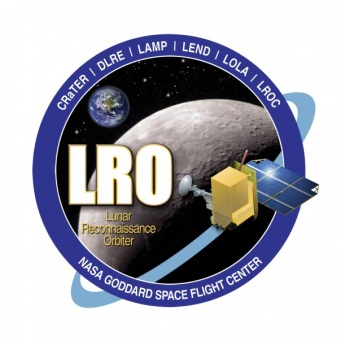 CRaTER | DLRE | LAMP | LEND | LOLA | LROC
LRO
Lunar
Reconnaissance
Orbiter
NASA GODDARD SPACE FLIGHT CENTER